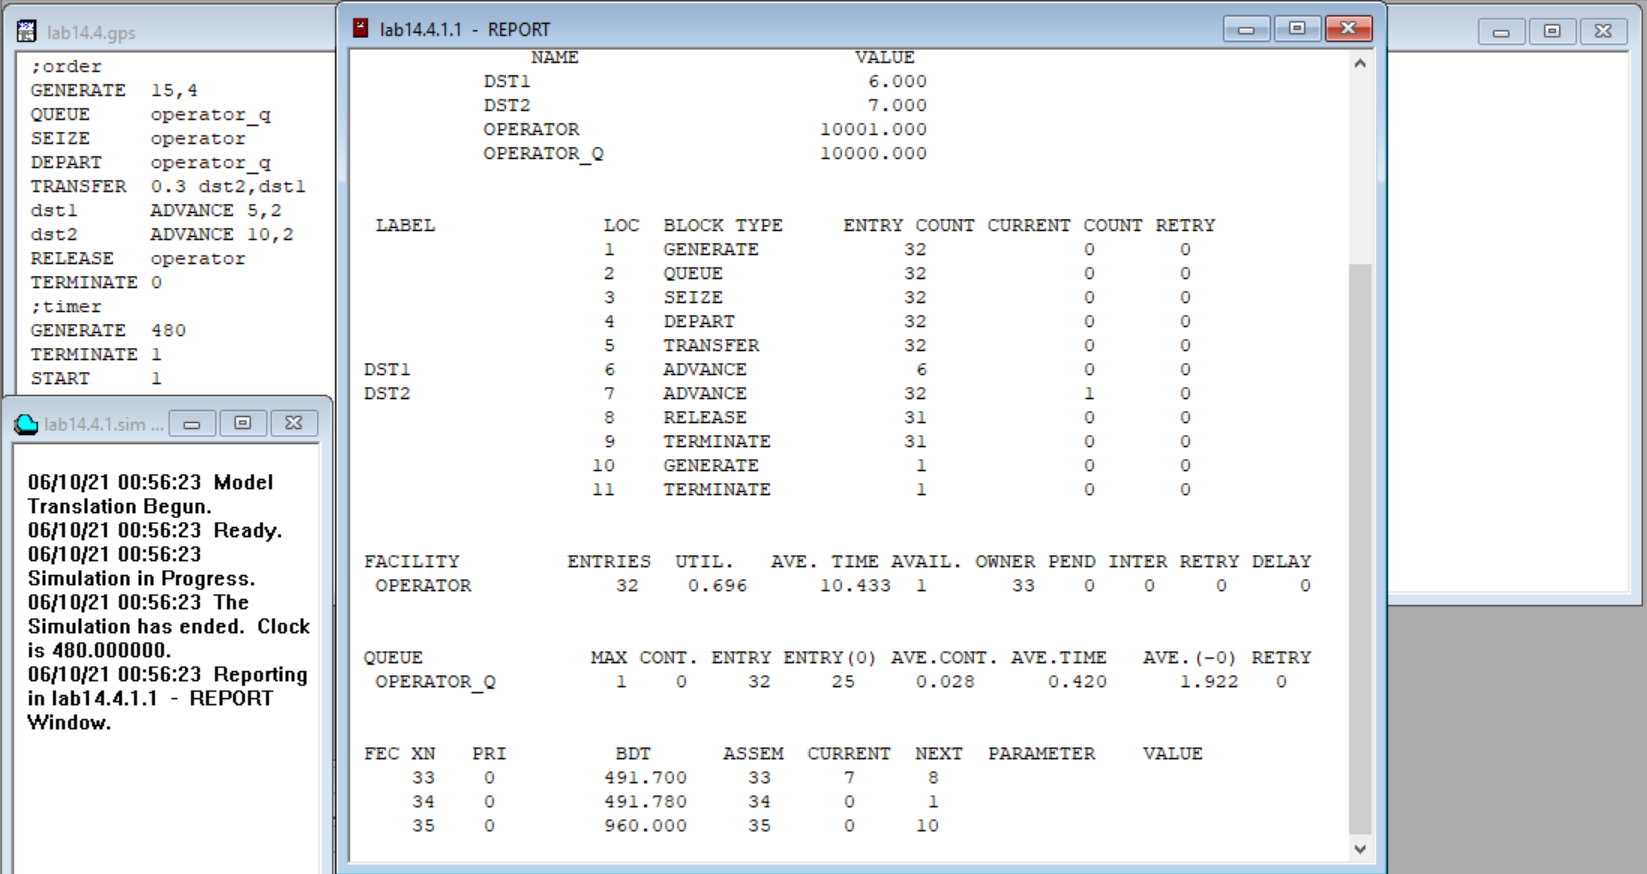 lab14.4.gps
;order
GENERATE 15,4
QUEUE operator_q
SEIZE operator
DEPART operator_q
TRANSFER 0.3 dst2,dst1
dst1 ADVANCE 5,2
dst2 ADVANCE 10,2
RELEASE operator
TERMINATE 0
;timer
GENERATE 480
TERMINATE 1
START 1
lab14.4.1.sim ...
06/10/21 00:56:23 Model
Translation Begun.
06/10/21 00:56:23 Ready.
06/10/21 00:56:23
Simulation in Progress.
06/10/21 00:56:23 The
Simulation has ended. Clock
is 480.000000.
06/10/21 00:56:23 Reporting
in lab14.4.1.1 - REPORT
Window.
lab14.4.1.1 - REPORT
NAME VALUE
DST1 6.000
DST2 7.000
OPERATOR 10001.000
OPERATOR_Q 10000.000
LABEL LOC BLOCK TYPE ENTRY COUNT CURRENT COUNT RETRY
1 GENERATE 32 0 0
2 QUEUE 32 0 0
3 SEIZE 32 0 0
4 DEPART 32 0 0
5 TRANSFER 32 0 0
DST1 6 ADVANCE 6 0 0
DST2 7 ADVANCE 32 1 0
8 RELEASE 31 0 0
9 TERMINATE 31 0 0
10 GENERATE 1 0 0
11 TERMINATE 1 0 0
FACILITY ENTRIES UTIL. AVE. TIME AVAIL. OWNER PEND INTER RETRY DELAY
OPERATOR 32 0.696 10.433 1 33 0 0 0 0
QUEUE MAX CONT. ENTRY ENTRY(0) AVE.CONT. AVE.TIME AVE.(-0) RETRY
OPERATOR_Q 1 0 32 25 0.028 0.420 1.922 0
FEC XN PRI BDT ASSEM CURRENT NEXT PARAMETER VALUE
33 0 491.700 33 7 8
34 0 491.780 34 0 1
35 0 960.000 35 0 10